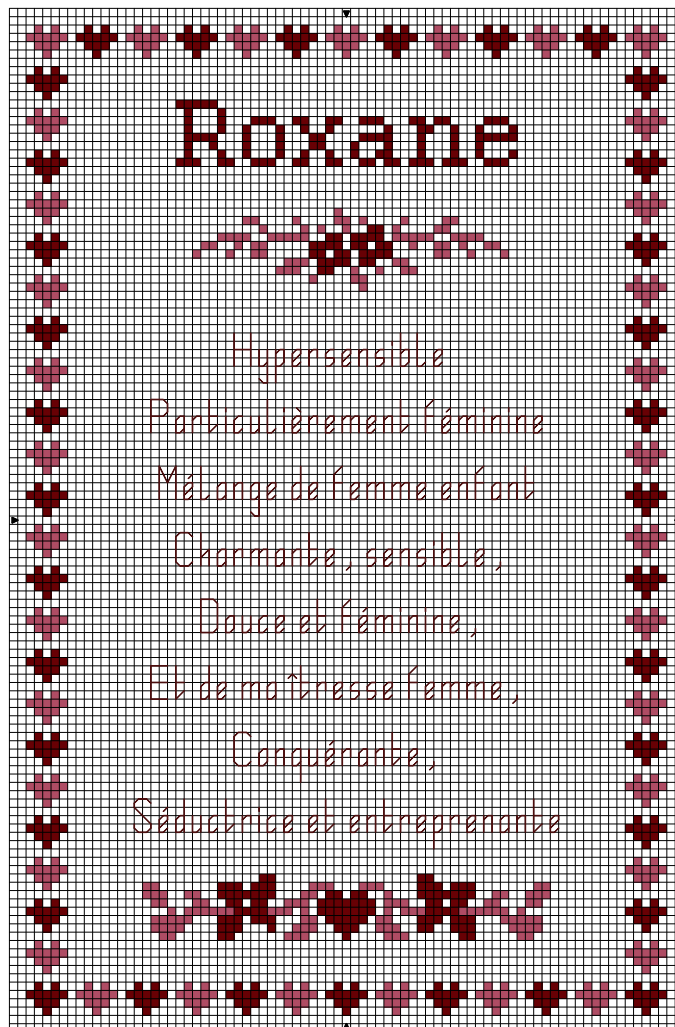 Roxane
Hypersensible
Particulièrement féminine
Mélange de femme enfant
Charmante, sensible,
Douce et féminine,
Et de maîtresse femme,
Conquérante,
Séductrice et entreprenante